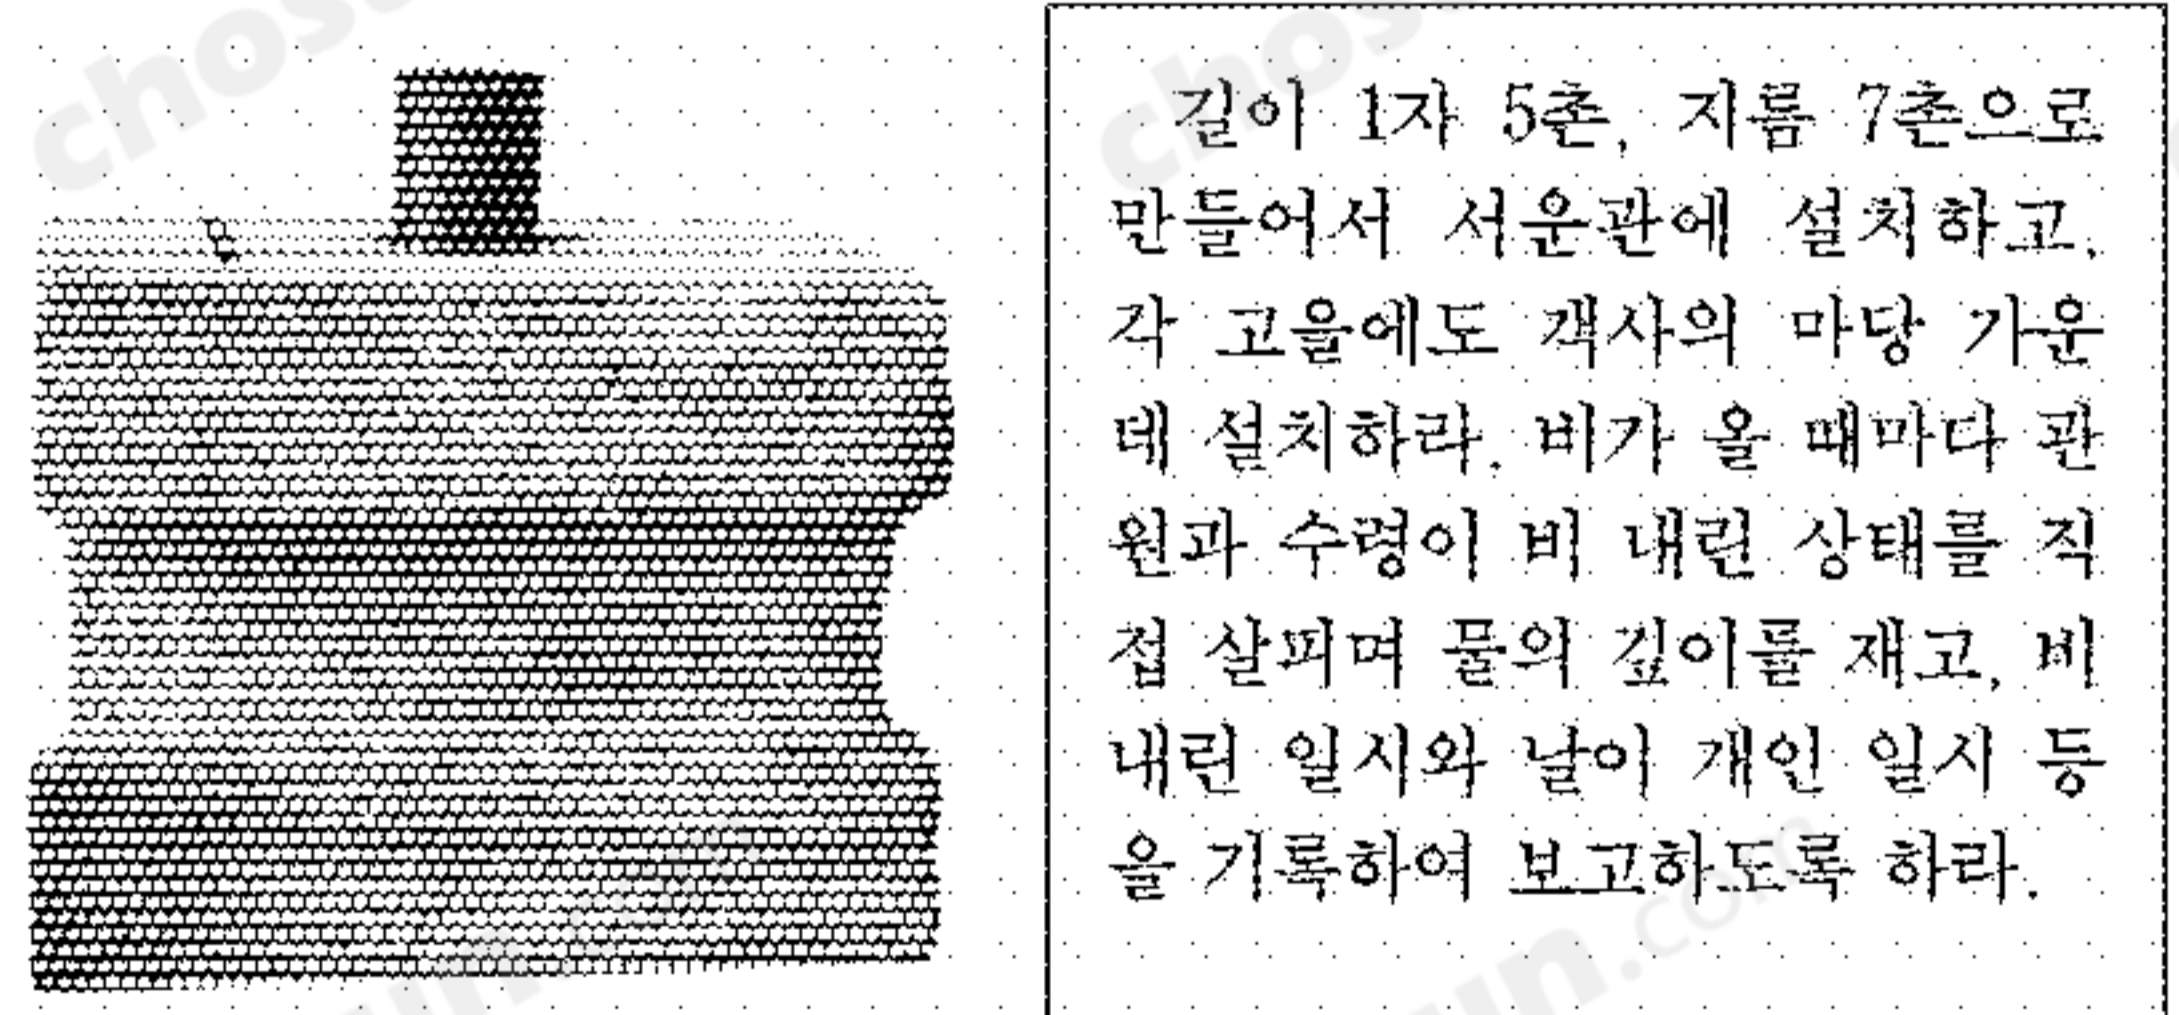 길이 1자 5촌, 지름 7촌으로
만들어서 서운관에 설치하고,
각 고을에도 객사의 마당 가운
데 설치하라. 비가 올 때마다 관
원과 수령이 비 내린 상태를 직
접 살피며 물의 깊이를 재고, 비
내린 일시와 날이 개인 일시 등
을 기록하여 보고하도록 하라.